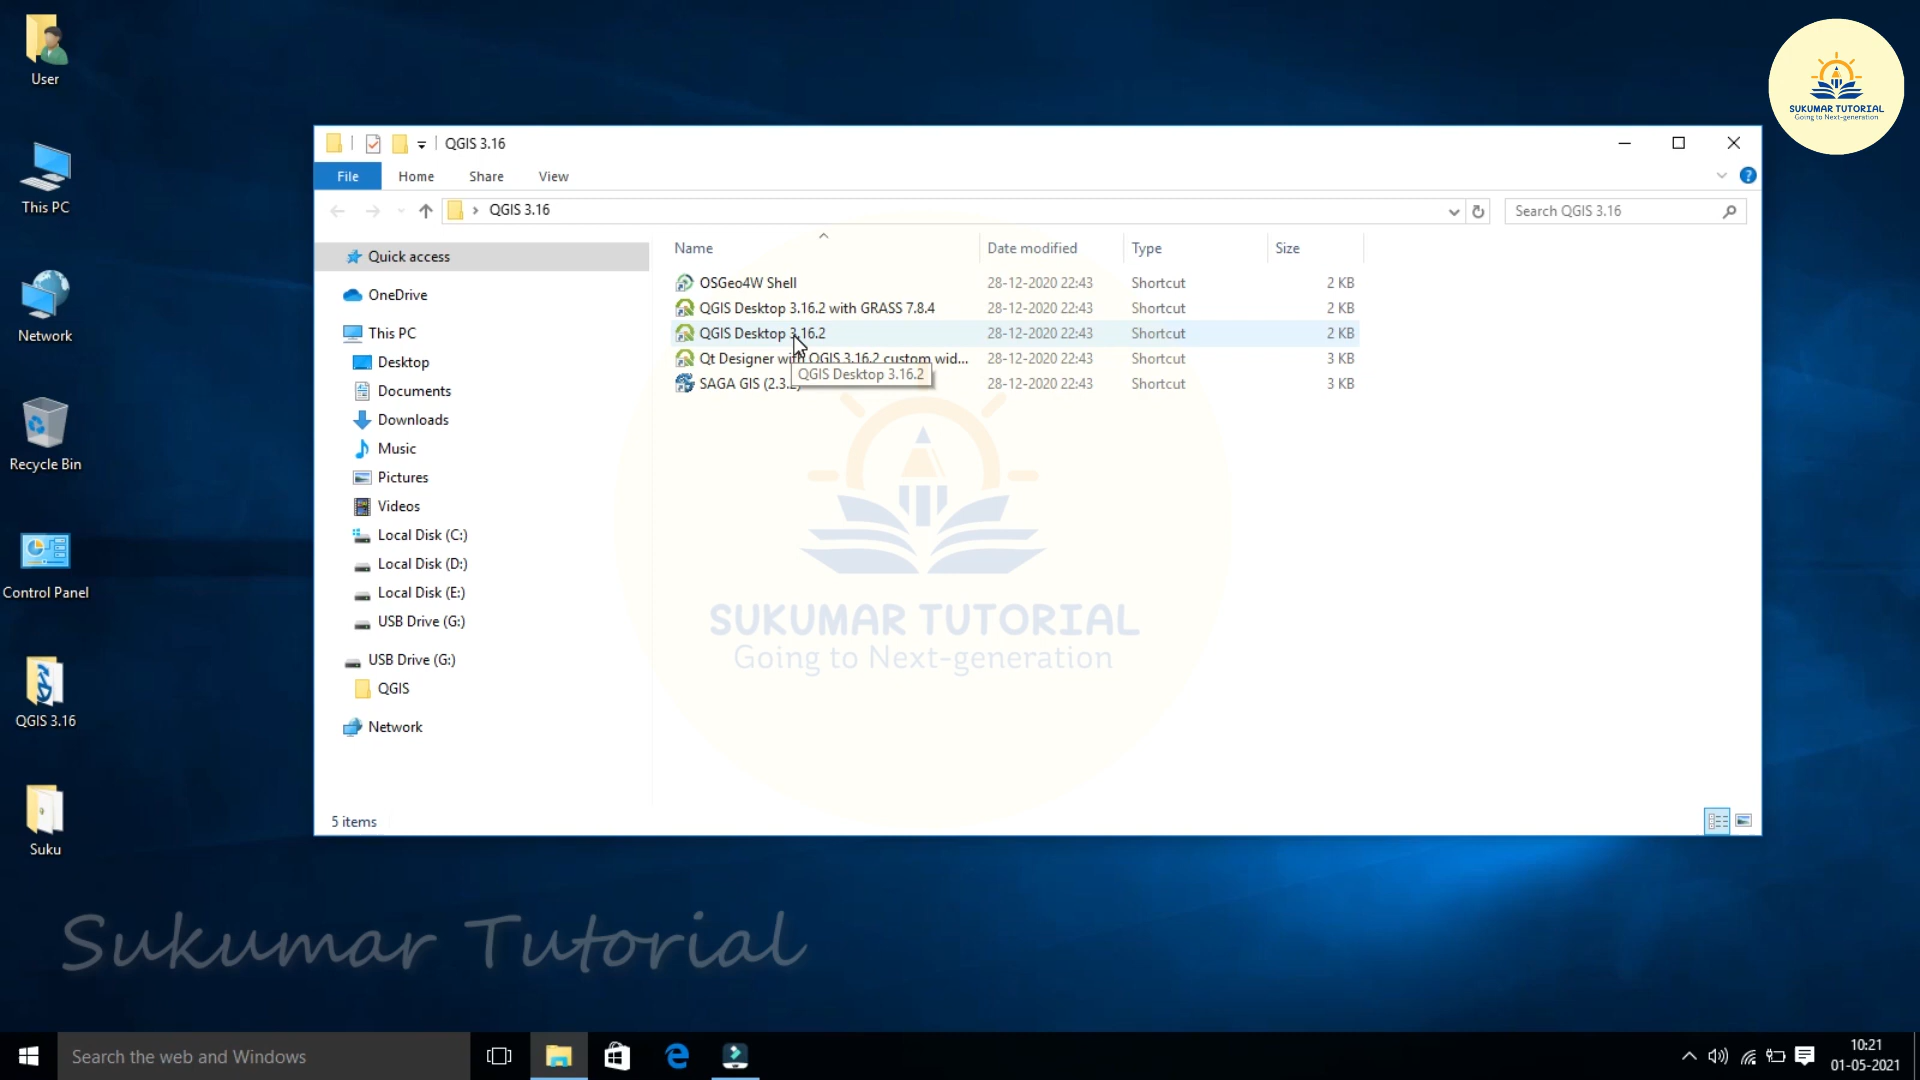 User
This PC
Network
Recycle Bin
Control Panel
QGIS 3.16
Suku
SUKUMAR TUTORIAL
Going to Next-generation
QGIS 3.16
File Home Share View
QGIS 3.16
Search QGIS 3.16
Quick access
OneDrive
This PC
Desktop
Documents
Downloads
Music
Pictures
Videos
Local Disk (C:)
Local Disk (D:)
Local Disk (E:)
USB Drive (G:)
USB Drive (G:)
QGIS
Network
Name Date modified Type Size
OSGeo4W Shell 28-12-2020 22:43 Shortcut 2 KB
QGIS Desktop 3.16.2 with GRASS 7.8.4 28-12-2020 22:43 Shortcut 2 KB
QGIS Desktop 3.16.2 28-12-2020 22:43 Shortcut 2 KB
Qt Designer with QGIS 3.16.2 custom wid... 28-12-2020 22:43 Shortcut 3 KB
QGIS Desktop 3.16.2
SAGA GIS 28-12-2020 22:43 Shortcut 3 KB
SUKUMAR TUTORIAL
Going to Next-generation
5 items
Sukumar Tutorial
Search the web and Windows
10:21
01-05-2021